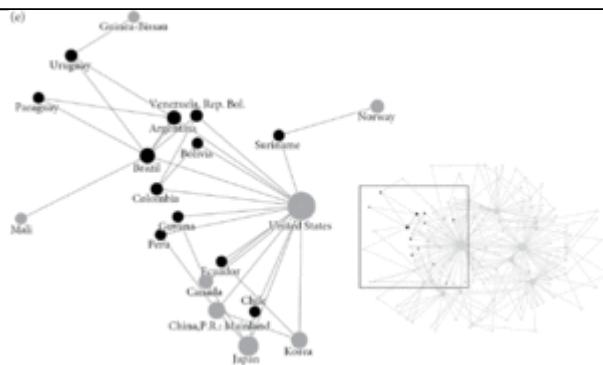 (e)
Guinea-Bissau
Uruguay
Paraguay
Venezuela, Rep. Bol.
Argentina
Norway
Suriname
Bolivia
Brazil
Colombia
Mali
Guyana
United States
Peru
Ecuador
Canada
Chile
China,P.R.: Mainland
Japan
Korea